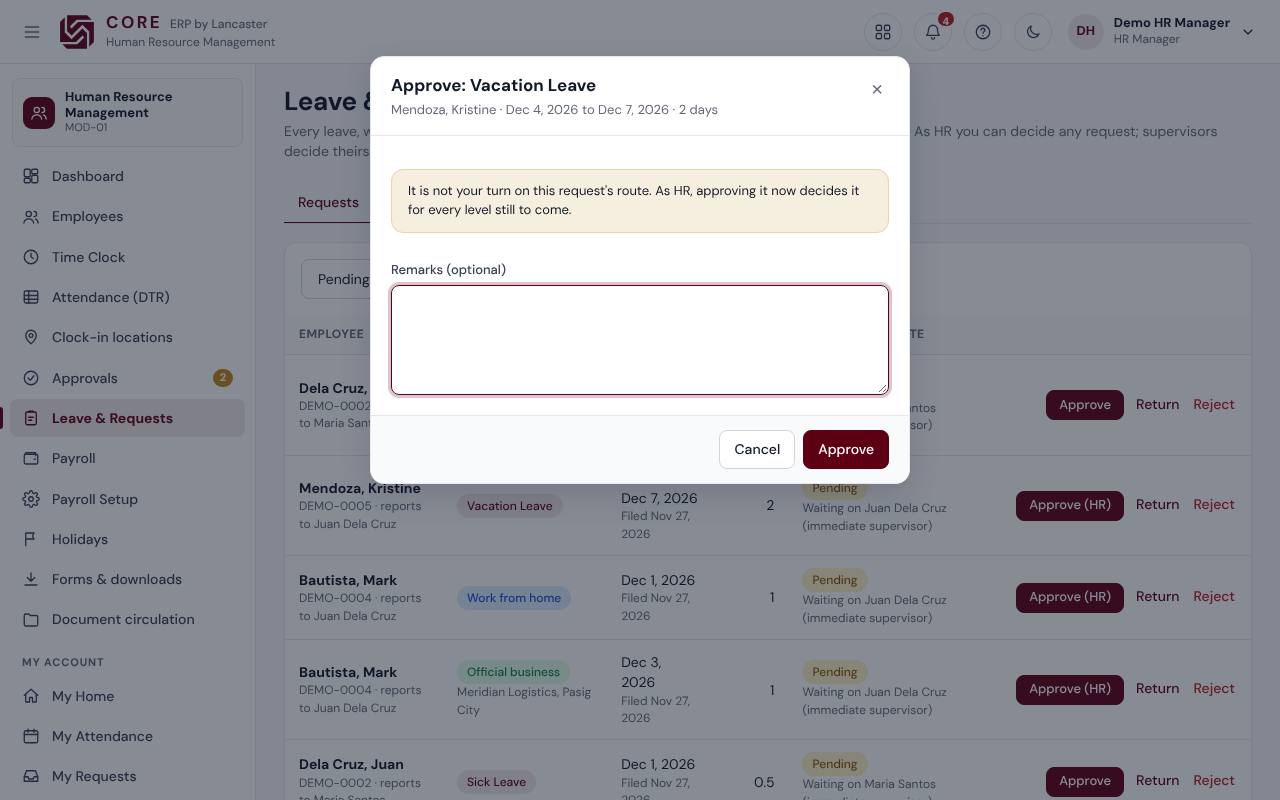 CORE ERP by Lancaster
Human Resource Management
4
DH
Demo HR Manager
HR Manager
Human Resource
Management
MOD-01
Dashboard
Employees
Time Clock
Attendance (DTR)
Clock-in locations
Approvals 2
Leave & Requests
Payroll
Payroll Setup
Holidays
Forms & downloads
Document circulation
MY ACCOUNT
My Home
My Attendance
My Requests
Leave &
Every leave, As HR you can decide any request; supervisors
decide theirs
Requests
Pending
EMPLOYEE
Approve: Vacation Leave
Mendoza, Kristine · Dec 4, 2026 to Dec 7, 2026 · 2 days
It is not your turn on this request's route. As HR, approving it now decides it
for every level still to come.
Remarks (optional)
Cancel Approve
Dela Cruz,
DEMO-0002
to Maria
Approve Return Reject
Mendoza, Kristine
DEMO-0005 · reports
to Juan Dela Cruz
Vacation Leave
Dec 7, 2026
Filed Nov 27,
2026
2
Pending
Waiting on Juan Dela Cruz
(immediate supervisor)
Approve (HR) Return Reject
Bautista, Mark
DEMO-0004 · reports
to Juan Dela Cruz
Work from home
Dec 1, 2026
Filed Nov 27,
2026
1
Pending
Waiting on Juan Dela Cruz
(immediate supervisor)
Approve (HR) Return Reject
Bautista, Mark
DEMO-0004 · reports
to Juan Dela Cruz
Official business
Meridian Logistics, Pasig
City
Dec 3,
2026
Filed Nov 27,
2026
1
Pending
Waiting on Juan Dela Cruz
(immediate supervisor)
Approve (HR) Return Reject
Dela Cruz, Juan
DEMO-0002 · reports
to Maria Santos
Sick Leave
Dec 1, 2026
Filed Nov 27,
2026
0.5
Pending
Waiting on Maria Santos
(immediate supervisor)
Approve Return Reject